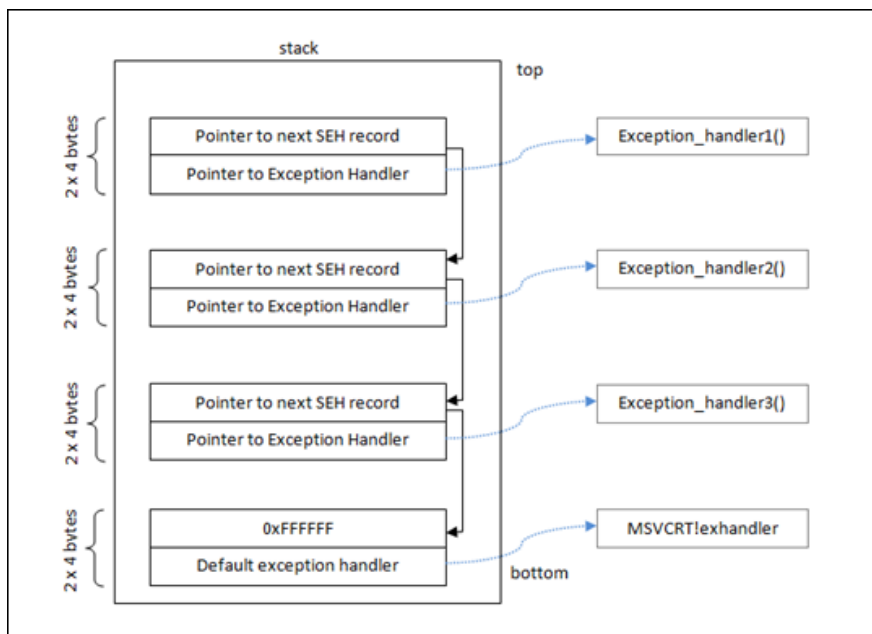 stack
top
2 x 4 bytes
Pointer to next SEH record
Pointer to Exception Handler
Exception_handler1()
2 x 4 bytes
Pointer to next SEH record
Pointer to Exception Handler
Exception_handler2()
2 x 4 bytes
Pointer to next SEH record
Pointer to Exception Handler
Exception_handler3()
2 x 4 bytes
0xFFFFFF
Default exception handler
MSVCRT!exhandler
bottom